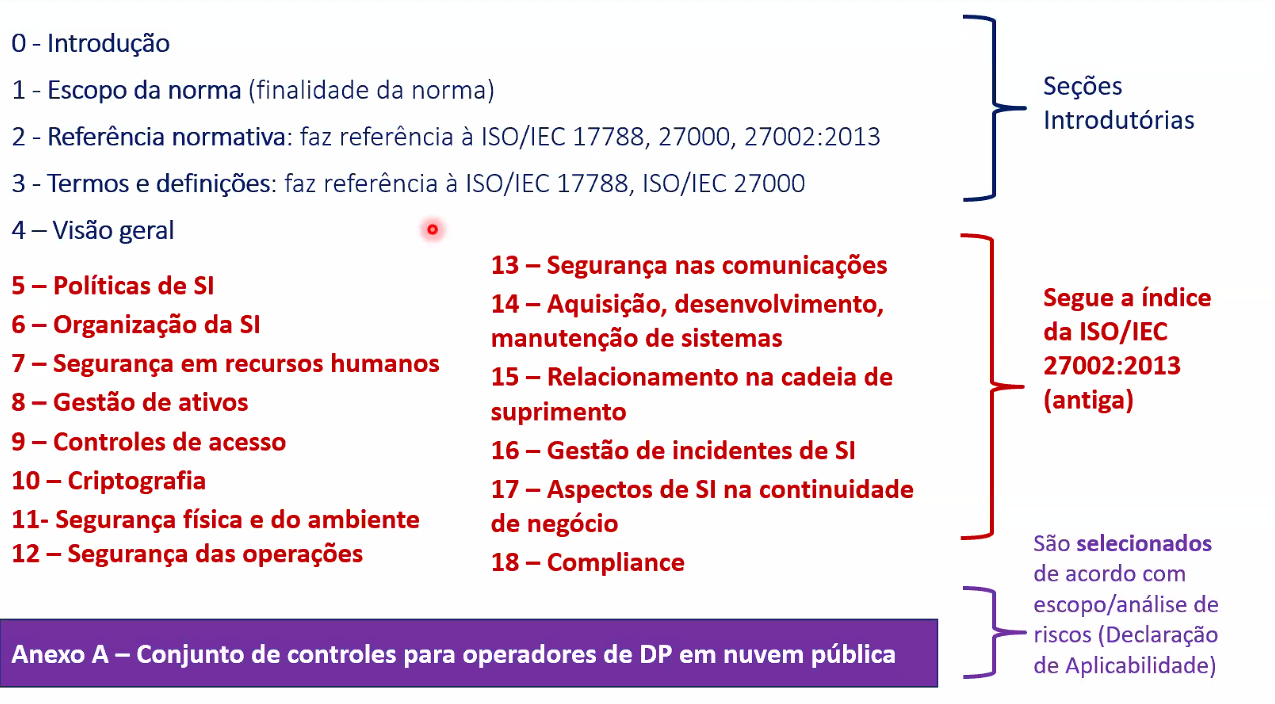 0 - Introdução
1 - Escopo da norma (finalidade da norma)
2 - Referência normativa: faz referência à ISO/IEC 17788, 27000, 27002:2013
3 - Termos e definições: faz referência à ISO/IEC 17788, ISO/IEC 27000
4 – Visão geral
Seções
Introdutórias
5 – Políticas de SI
6 – Organização da SI
7 – Segurança em recursos humanos
8 – Gestão de ativos
9 – Controles de acesso
10 – Criptografia
11- Segurança física e do ambiente
12 – Segurança das operações
13 – Segurança nas comunicações
14 – Aquisição, desenvolvimento,
manutenção de sistemas
15 – Relacionamento na cadeia de
suprimento
16 – Gestão de incidentes de SI
17 – Aspectos de SI na continuidade
de negócio
18 – Compliance
Segue a índice
da ISO/IEC
27002:2013
(antiga)
Anexo A – Conjunto de controles para operadores de DP em nuvem pública
São selecionados
de acordo com
escopo/análise de
riscos (Declaração
de Aplicabilidade)